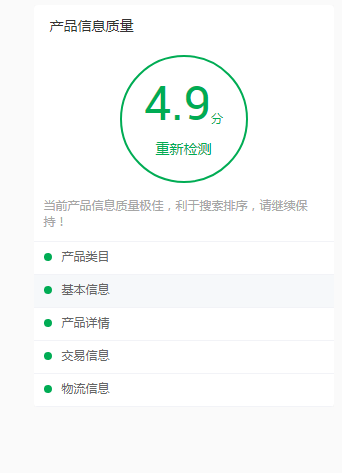 产品信息质量
4.9分
重新检测
当前产品信息质量极佳，利于搜索排序，请继续保
持！
产品类目
基本信息
产品详情
交易信息
物流信息